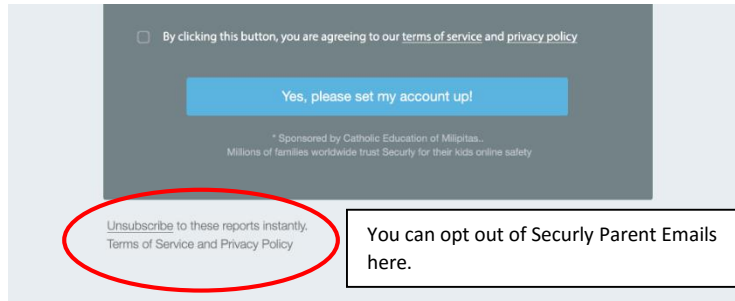 By clicking this button, you are agreeing to our terms of service and privacy policy
Yes, please set my account up!
* Sponsored by Catholic Education of Milipitas..
Millions of families worldwide trust Securly for their kids online safety
Unsubscribe to these reports instantly.
Terms of Service and Privacy Policy
You can opt out of Securly Parent Emails
here.